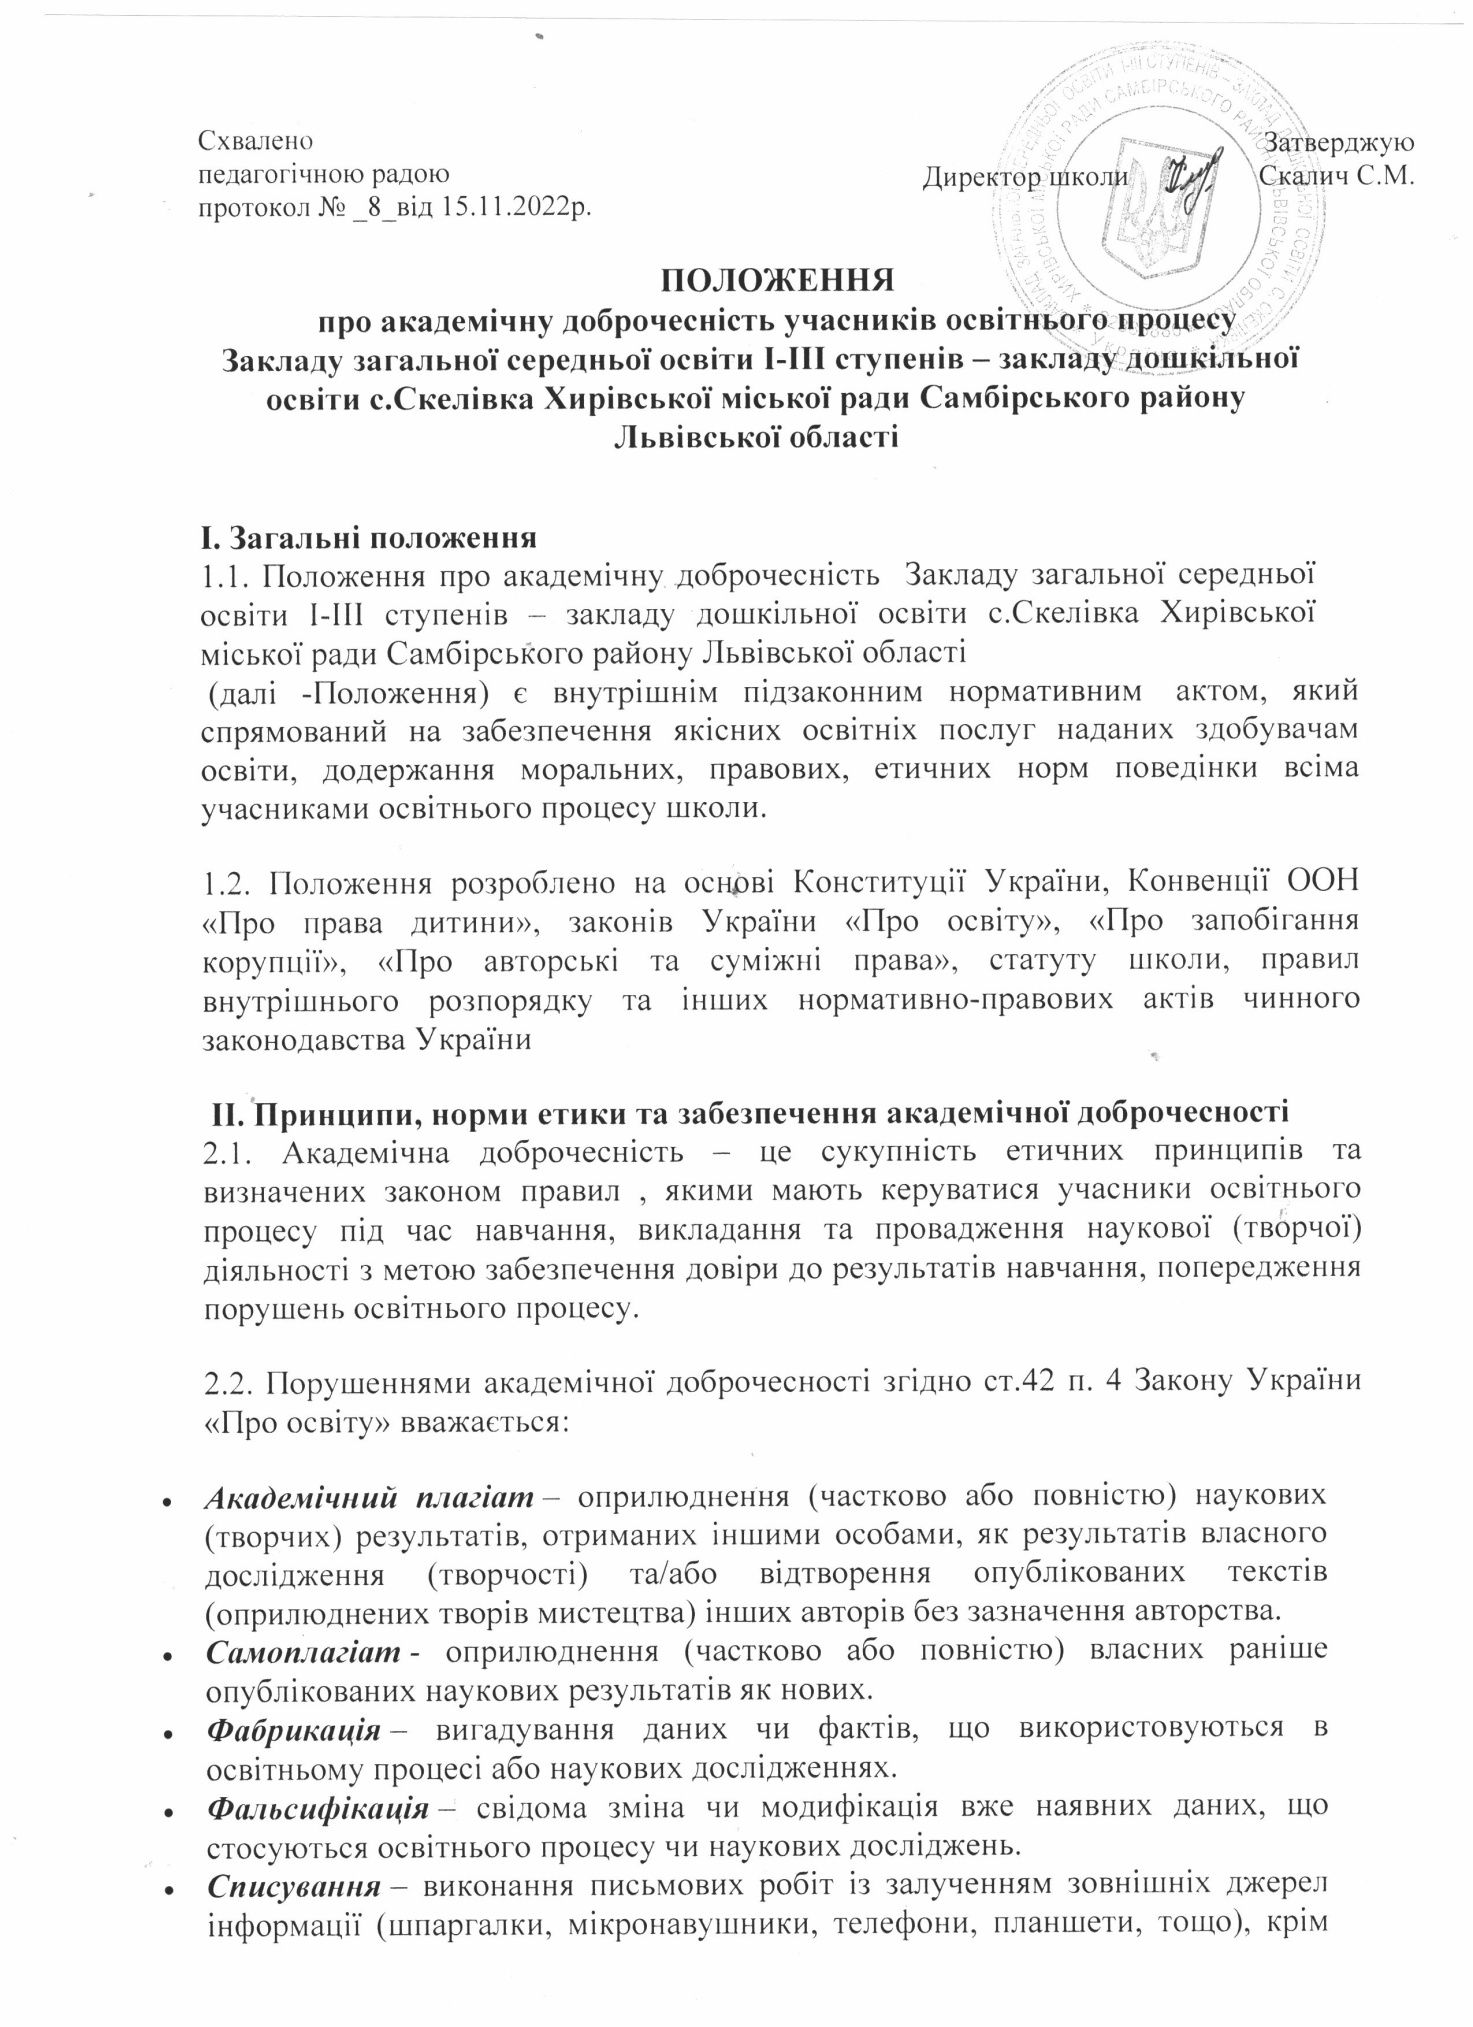 Схвалено
педагогічною радою
протокол № _8_від 15.11.2022р.
Затверджую
Директор школи Скалич С.М.
ПОЛОЖЕННЯ
про академічну доброчесність учасників освітнього процесу
Закладу загальної середньої освіти І-ІІІ ступенів – закладу дошкільної
освіти с.Скелівка Хирівської міської ради Самбірського району
Львівської області
І. Загальні положення
1.1. Положення про академічну доброчесність Закладу загальної середньої
освіти І-ІІІ ступенів – закладу дошкільної освіти с.Скелівка Хирівської
міської ради Самбірського району Львівської області
(далі -Положення) є внутрішнім підзаконним нормативним актом, який
спрямований на забезпечення якісних освітніх послуг наданих здобувачам
освіти, додержання моральних, правових, етичних норм поведінки всіма
учасниками освітнього процесу школи.
1.2. Положення розроблено на основі Конституції України, Конвенції ООН
«Про права дитини», законів України «Про освіту», «Про запобігання
корупції», «Про авторські та суміжні права», статуту школи, правил
внутрішнього розпорядку та інших нормативно-правових актів чинного
законодавства України
ІІ. Принципи, норми етики та забезпечення академічної доброчесності
2.1. Академічна доброчесність – це сукупність етичних принципів та
визначених законом правил , якими мають керуватися учасники освітнього
процесу під час навчання, викладання та провадження наукової (творчої)
діяльності з метою забезпечення довіри до результатів навчання, попередження
порушень освітнього процесу.
2.2. Порушеннями академічної доброчесності згідно ст.42 п. 4 Закону України
«Про освіту» вважається:
• Академічний плагіат – оприлюднення (частково або повністю) наукових
(творчих) результатів, отриманих іншими особами, як результатів власного
дослідження (творчості) та/або відтворення опублікованих текстів
(оприлюднених творів мистецтва) інших авторів без зазначення авторства.
• Самоплагіат - оприлюднення (частково або повністю) власних раніше
опублікованих наукових результатів як нових.
• Фабрикація – вигадування даних чи фактів, що використовуються в
освітньому процесі або наукових дослідженнях.
• Фальсифікація – свідома зміна чи модифікація вже наявних даних, що
стосуються освітнього процесу чи наукових досліджень.
• Списування – виконання письмових робіт із залученням зовнішніх джерел
інформації (шпаргалки, мікронавушники, телефони, планшети, тощо), крім